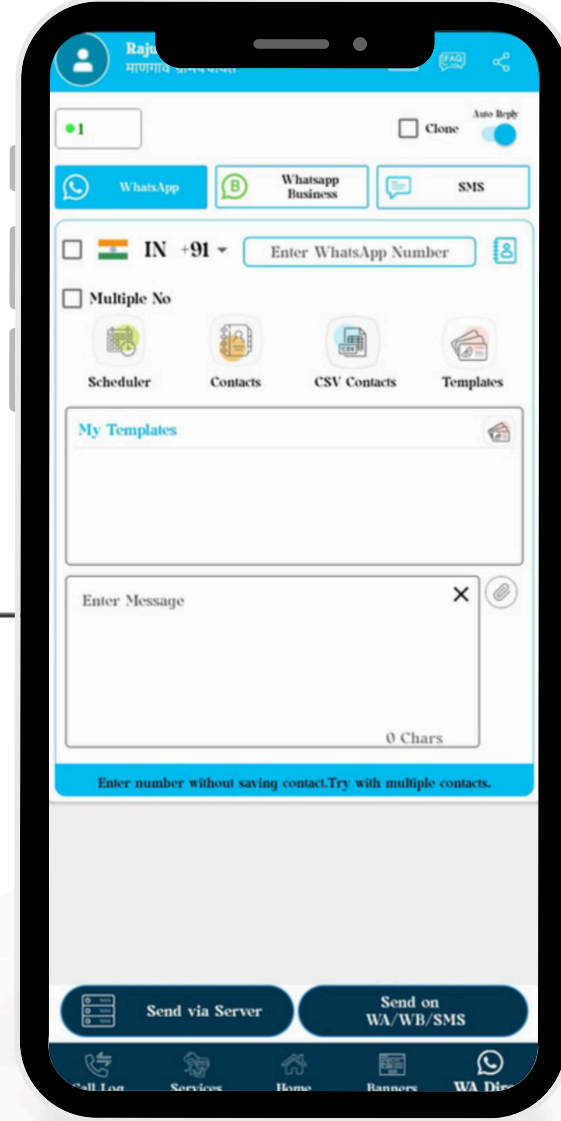 FAQ
1
Clone
Auto Reply
WhatsApp
B
Whatsapp
Business
SMS
IN +91
Enter WhatsApp Number
Multiple No
Scheduler
Contacts
CSV Contacts
Templates
My Templates
Enter Message
0 Chars
Enter number without saving contact.Try with multiple contacts.
Send via Server
Send on
WA/WB/SMS
Call Log
Services
Home
Banners
WA Dire